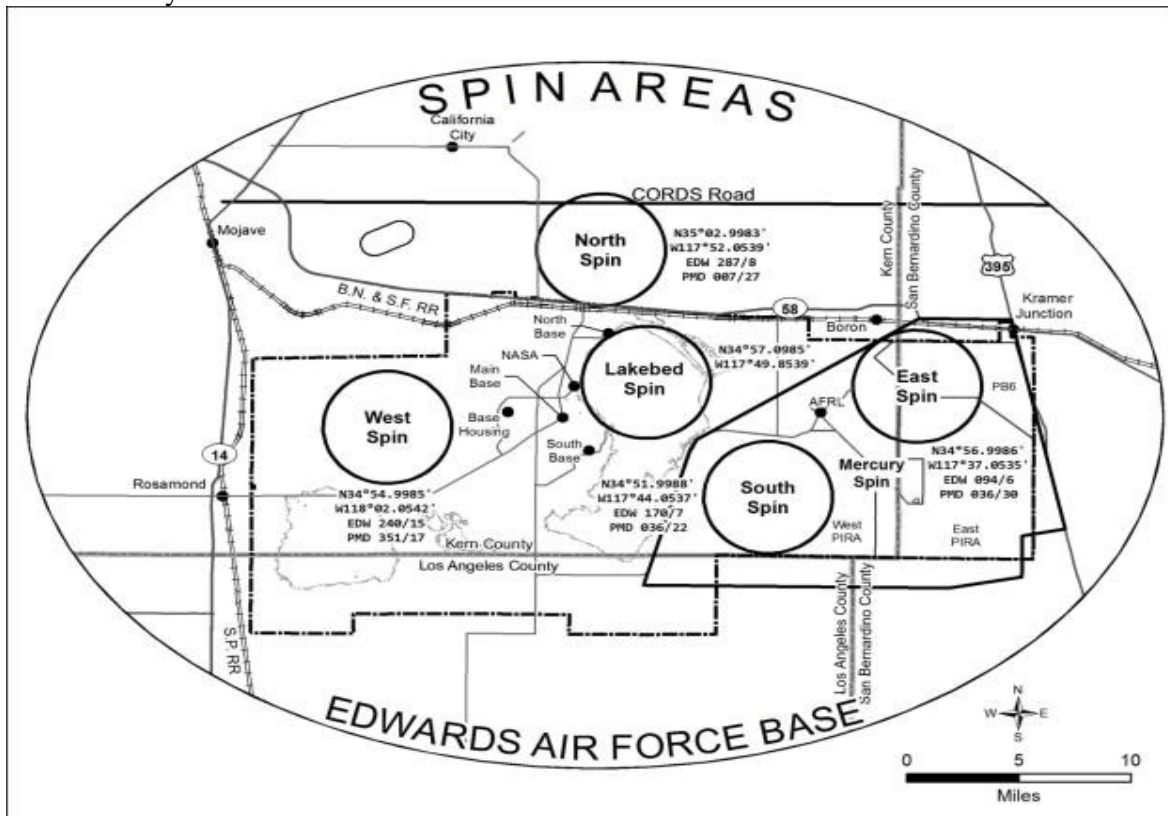 SPIN AREAS
California
City
CORDS Road
Mojave
North
Spin
N35°02.9983'
W117°52.0539'
EDW 287/8
PMD 007/27
Kern County
San Bernardino County
395
B.N. & S.F. RR
58
Boron
Kramer
Junction
North
Base
NASA
Main
Base
Lakebed
Spin
N34°57.0985'
W117°49.8539'
East
Spin
PB6
AFRL
West
Spin
Base
Housing
South
Base
14
Rosamond
N34°54.9985'
W118°02.0542'
EDW 240/15
PMD 351/17
N34°51.9988'
W117°44.0537'
EDW 170/7
PMD 036/22
South
Spin
Mercury
Spin
N34°56.9986'
W117°37.0535'
EDW 094/6
PMD 036/30
West
PIRA
East
PIRA
Kern County
Los Angeles County
S.P. RR
Los Angeles County
San Bernardino County
EDWARDS AIR FORCE BASE
N
W E
S
0 5 10
Miles